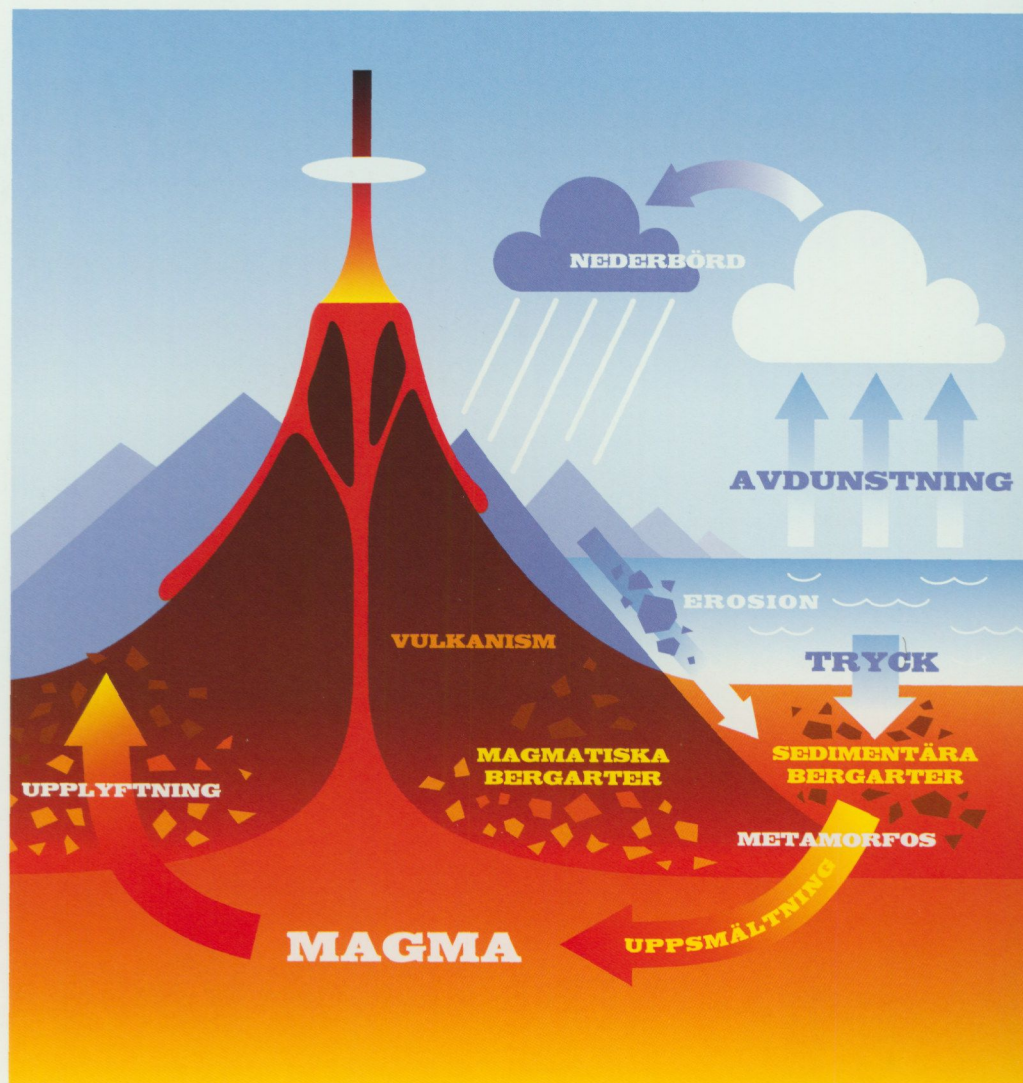 NEDERBÖRD
AVDUNSTNING
EROSION
VULKANISM
TRYCK
MAGMATISKA
BERGARTER
SEDIMENTÄRA
BERGARTER
UPPLYFTNING
METAMORFOS
UPPSMÄLTNING
MAGMA